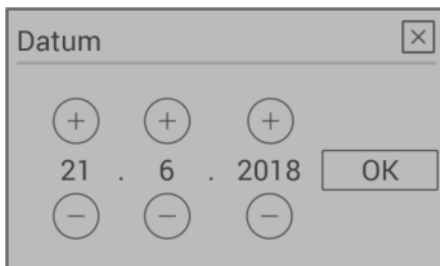 Datum ×
+ + +
21 . 6 . 2018 OK
− − −